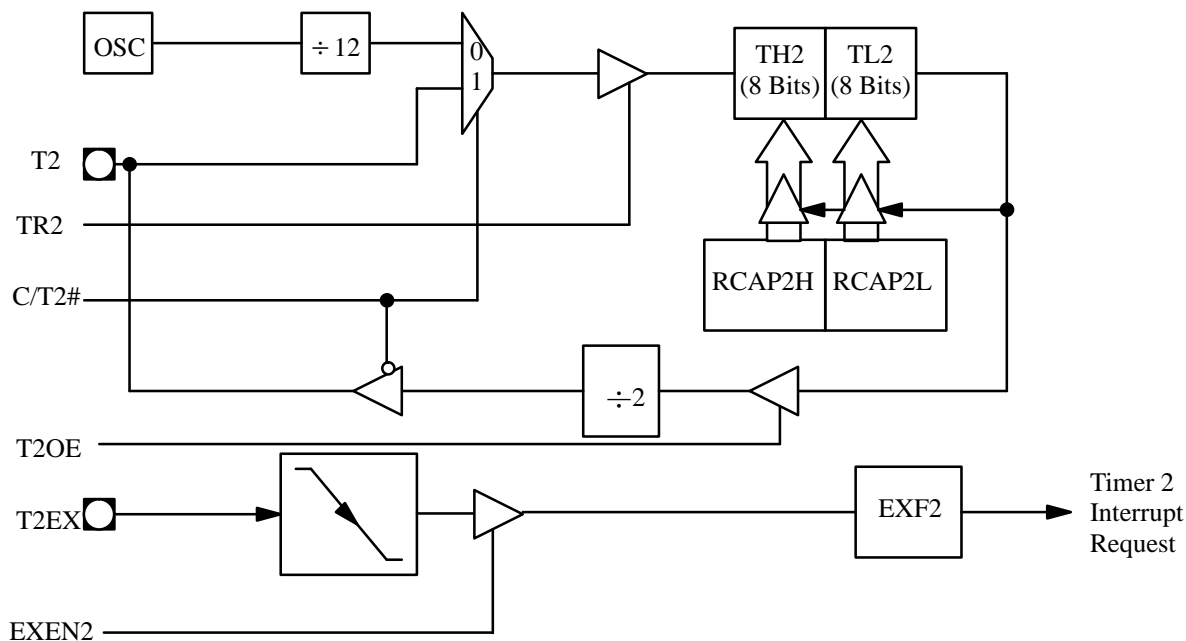 OSC
÷12
0
1
TH2
(8 Bits)
TL2
(8 Bits)
T2
TR2
RCAP2H
RCAP2L
C/T2#
÷2
T2OE
T2EX
EXF2
Timer 2
Interrupt
Request
EXEN2